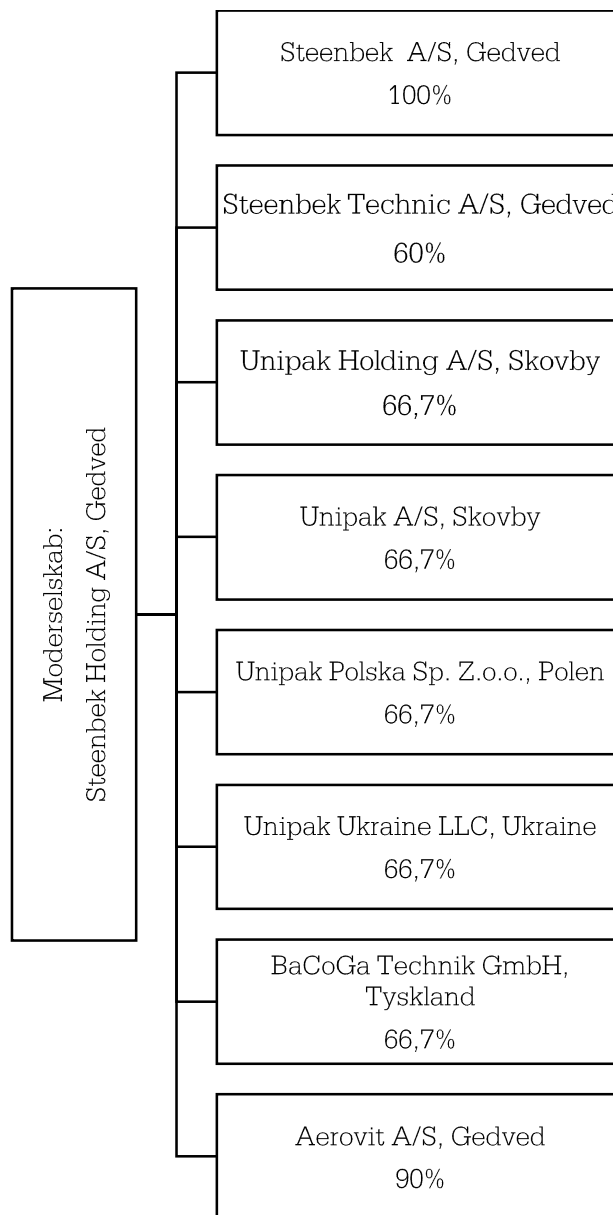 Moderselskab:
Steenbek Holding A/S, Gedved
Steenbek A/S, Gedved
100%
Steenbek Technic A/S, Gedved
60%
Unipak Holding A/S, Skovby
66,7%
Unipak A/S, Skovby
66,7%
Unipak Polska Sp. Z.o.o., Polen
66,7%
Unipak Ukraine LLC, Ukraine
66,7%
BaCoGa Technik GmbH,
Tyskland
66,7%
Aerovit A/S, Gedved
90%